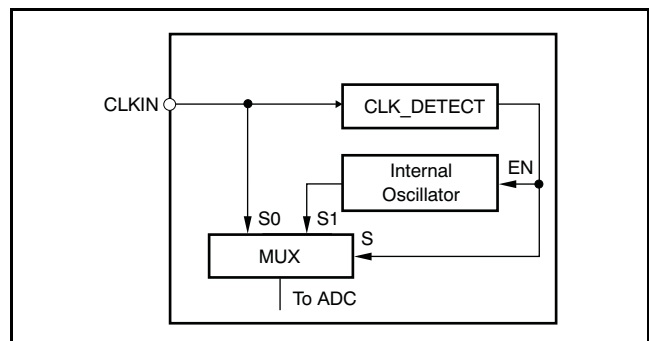 CLKIN
CLK_DETECT
Internal
Oscillator
EN
S0
S1
S
MUX
To ADC